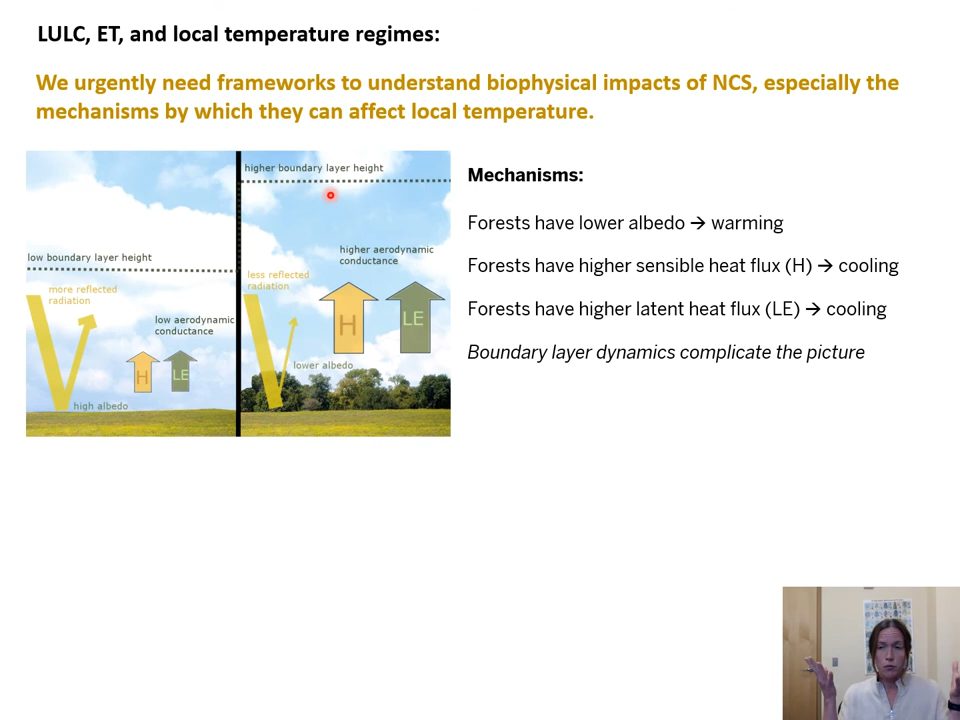 LULC, ET, and local temperature regimes:
We urgently need frameworks to understand biophysical impacts of NCS, especially the
mechanisms by which they can affect local temperature.
low boundary layer height
more reflected
radiation
low aerodynamic
conductance
H
LE
high albedo
higher boundary layer height
higher aerodynamic
conductance
less reflected
radiation
H
LE
lower albedo
Mechanisms:
Forests have lower albedo → warming
Forests have higher sensible heat flux (H) → cooling
Forests have higher latent heat flux (LE) → cooling
Boundary layer dynamics complicate the picture